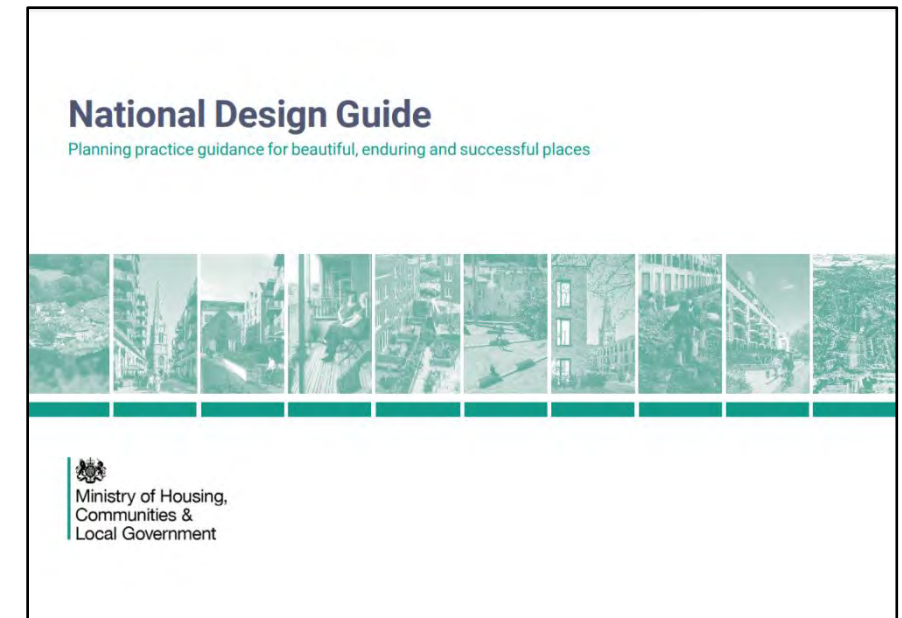 National Design Guide
Planning practice guidance for beautiful, enduring and successful places
Ministry of Housing,
Communities &
Local Government